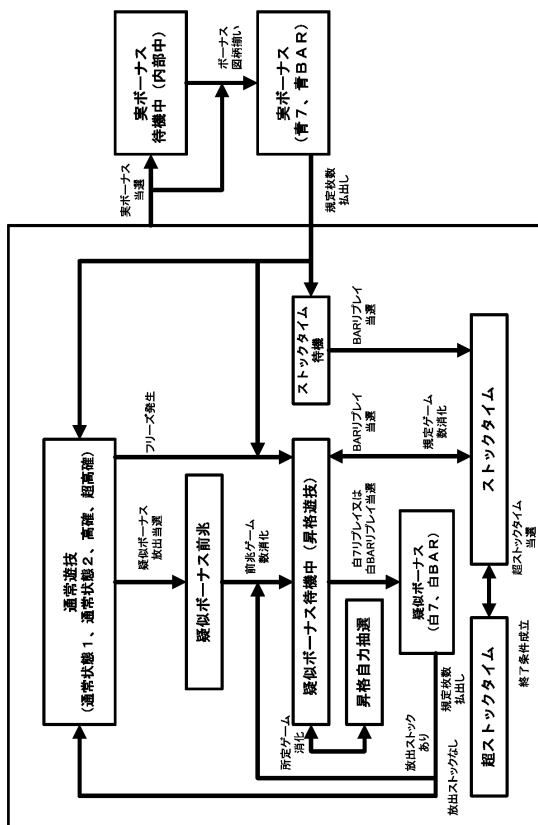 通常遊技
(通常状態1、通常状態2、高確、超高確)
疑似ボーナス
放出当選
フリーズ発生
疑似ボーナス前兆
前兆ゲーム
数消化
疑似ボーナス待機中(昇格遊技)
所定ゲーム
消化
昇格自力抽選
白7リプレイ又は
白BARリプレイ当選
疑似ボーナス
(白7、白BAR)
規定枚数
払出し
放出ストック
あり
放出ストックなし
実ボーナス
当選
実ボーナス
待機中(内部中)
ボーナス
図柄揃い
実ボーナス
(青7、青BAR)
規定枚数
払出し
ストックタイム
待機
BARリプレイ
当選
BARリプレイ
当選
規定ゲーム
数消化
ストックタイム
超ストックタイム
当選
終了条件成立
超ストックタイム